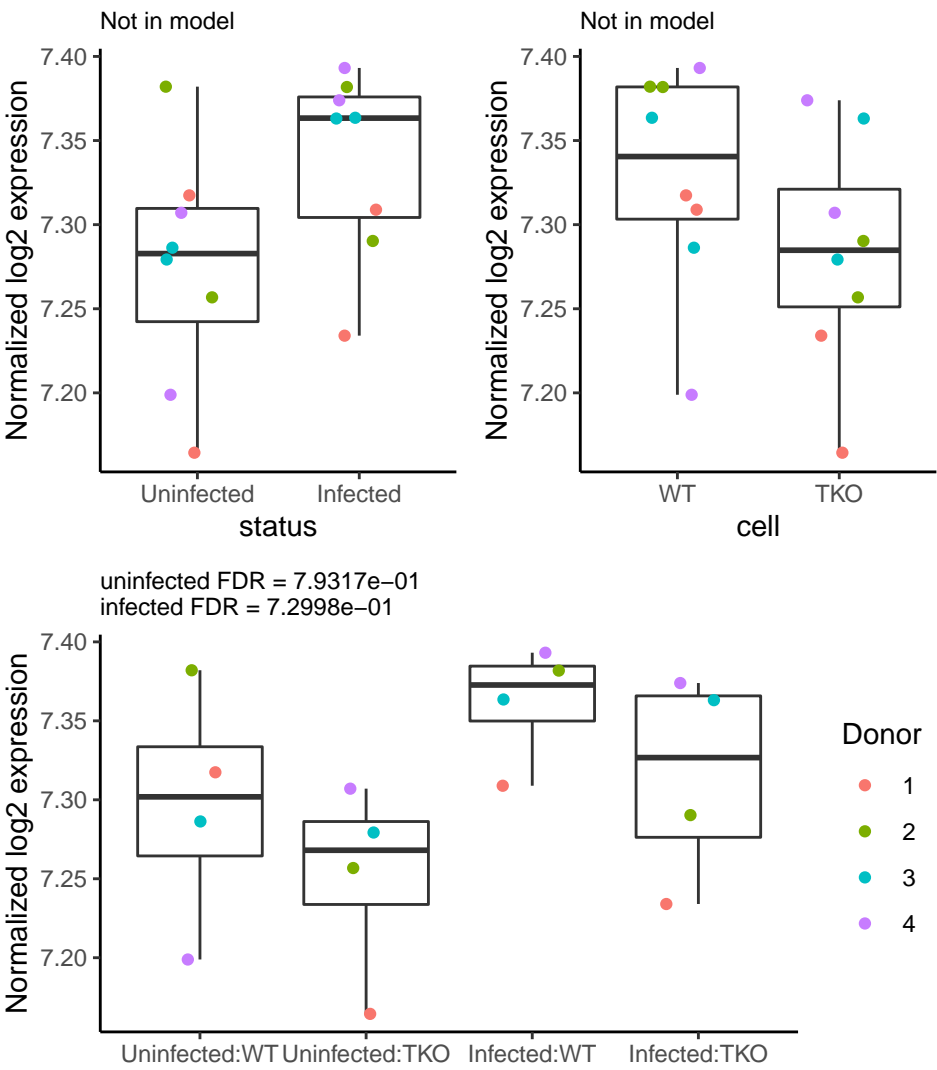 Not in model
Normalized log2 expression
7.40
7.35
7.30
7.25
7.20
Uninfected Infected
status
Not in model
Normalized log2 expression
7.40
7.35
7.30
7.25
7.20
WT TKO
cell
uninfected FDR = 7.9317e−01
infected FDR = 7.2998e−01
Normalized log2 expression
7.40
7.35
7.30
7.25
7.20
Uninfected:WT Uninfected:TKO Infected:WT Infected:TKO
Donor
1
2
3
4